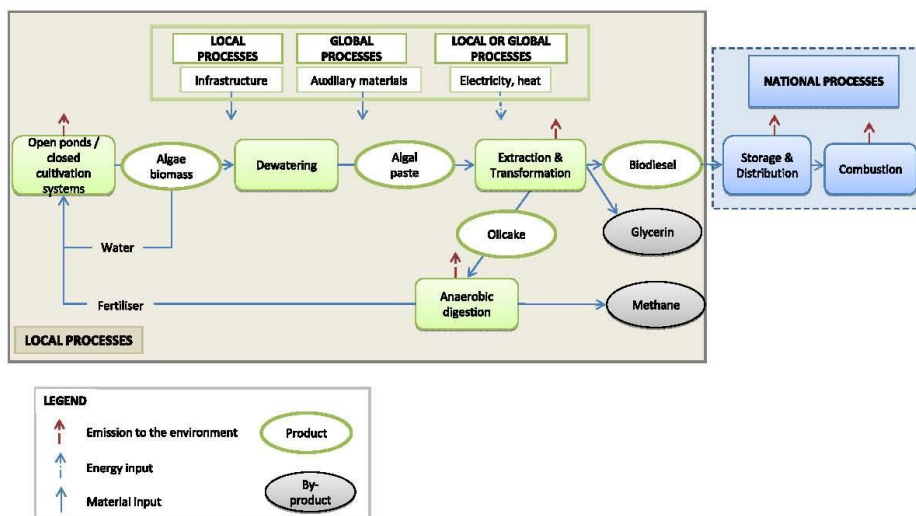 LOCAL
PROCESSES
GLOBAL
PROCESSES
LOCAL OR GLOBAL
PROCESSES
Infrastructure
Auxiliary materials
Electricity, heat
NATIONAL PROCESSES
Open ponds /
closed
cultivation
systems
Algae
biomass
Dewatering
Algal
paste
Extraction &
Transformation
Biodiesel
Storage &
Distribution
Combustion
Oilcake
Glycerin
Water
Fertiliser
Anaerobic
digestion
Methane
LOCAL PROCESSES
LEGEND
Emission to the environment
Energy input
Material input
Product
By-
product